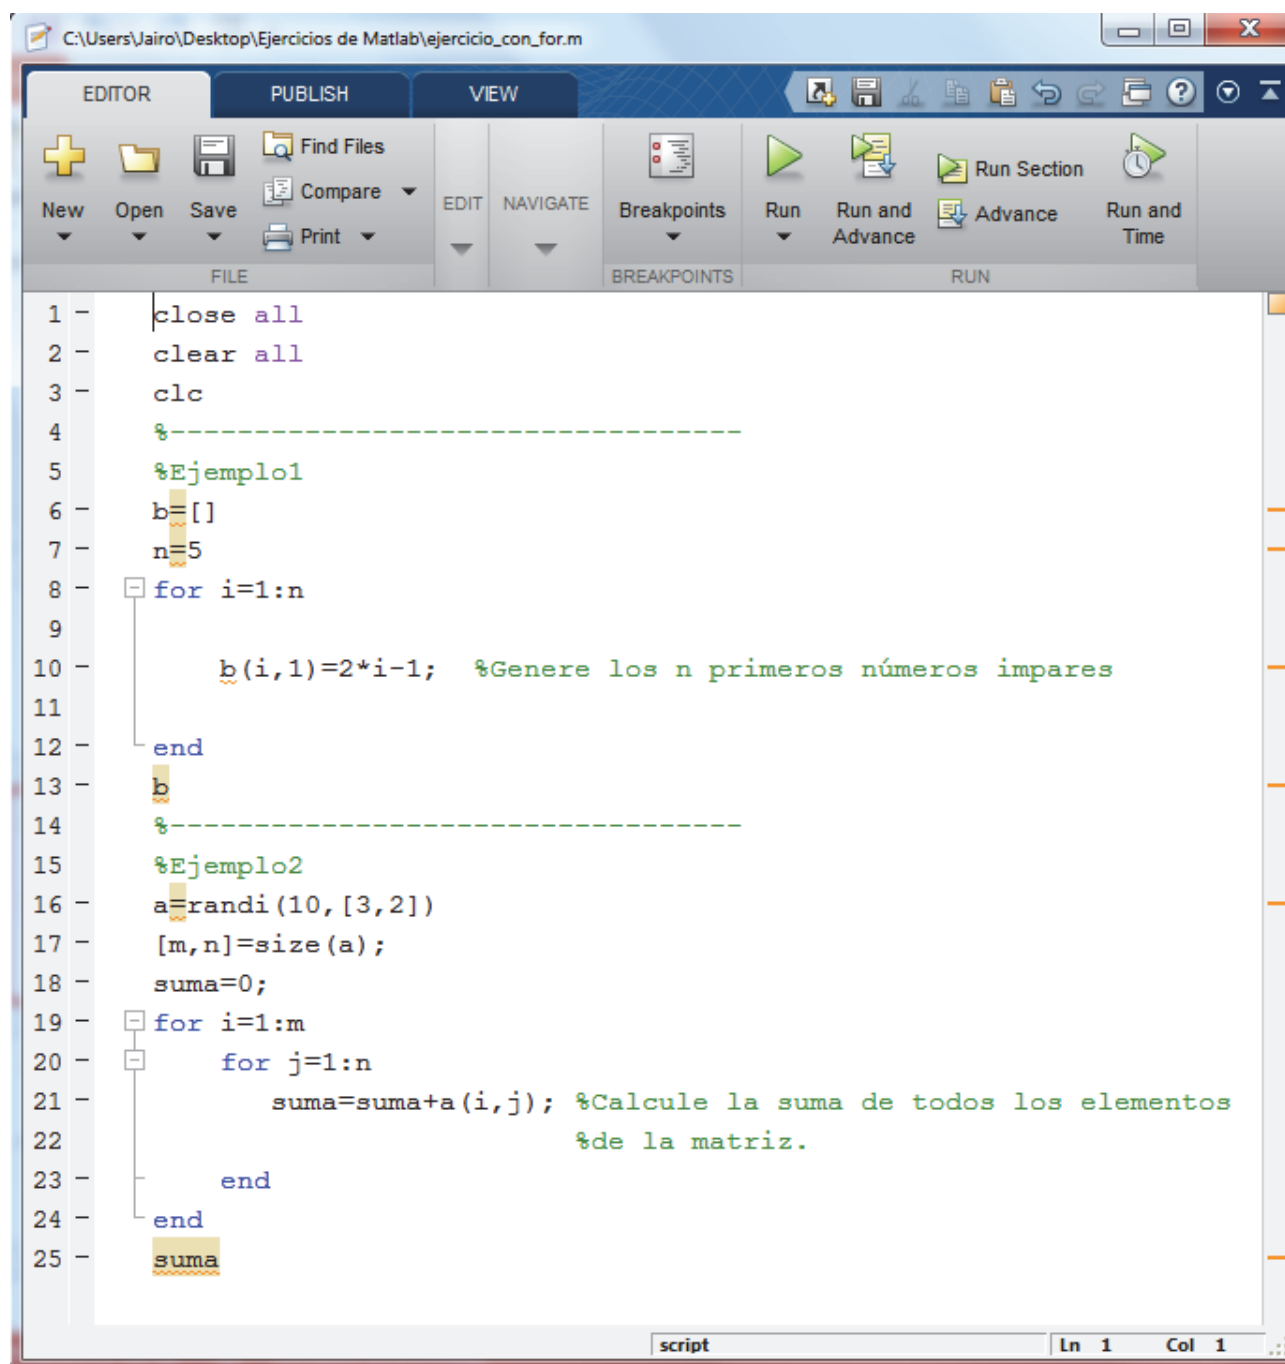 C:\Users\Jairo\Desktop\Ejercicios de Matlab\ejercicio_con_for.m
EDITOR PUBLISH VIEW
New Open Save Find Files Compare Print
EDIT NAVIGATE Breakpoints Run Run and Advance Run Section Advance Run and Time
FILE BREAKPOINTS RUN
1 - close all
2 - clear all
3 - clc
4 %----------------------------------
5 %Ejemplo1
6 - b=[]
7 - n=5
8 - for i=1:n
9
10 - b(i,1)=2*i-1; %Genere los n primeros números impares
11
12 - end
13 - b
14 %----------------------------------
15 %Ejemplo2
16 - a=randi(10,[3,2])
17 - [m,n]=size(a);
18 - suma=0;
19 - for i=1:m
20 - for j=1:n
21 - suma=suma+a(i,j); %Calcule la suma de todos los elementos
22 %de la matriz.
23 - end
24 - end
25 - suma
script Ln 1 Col 1